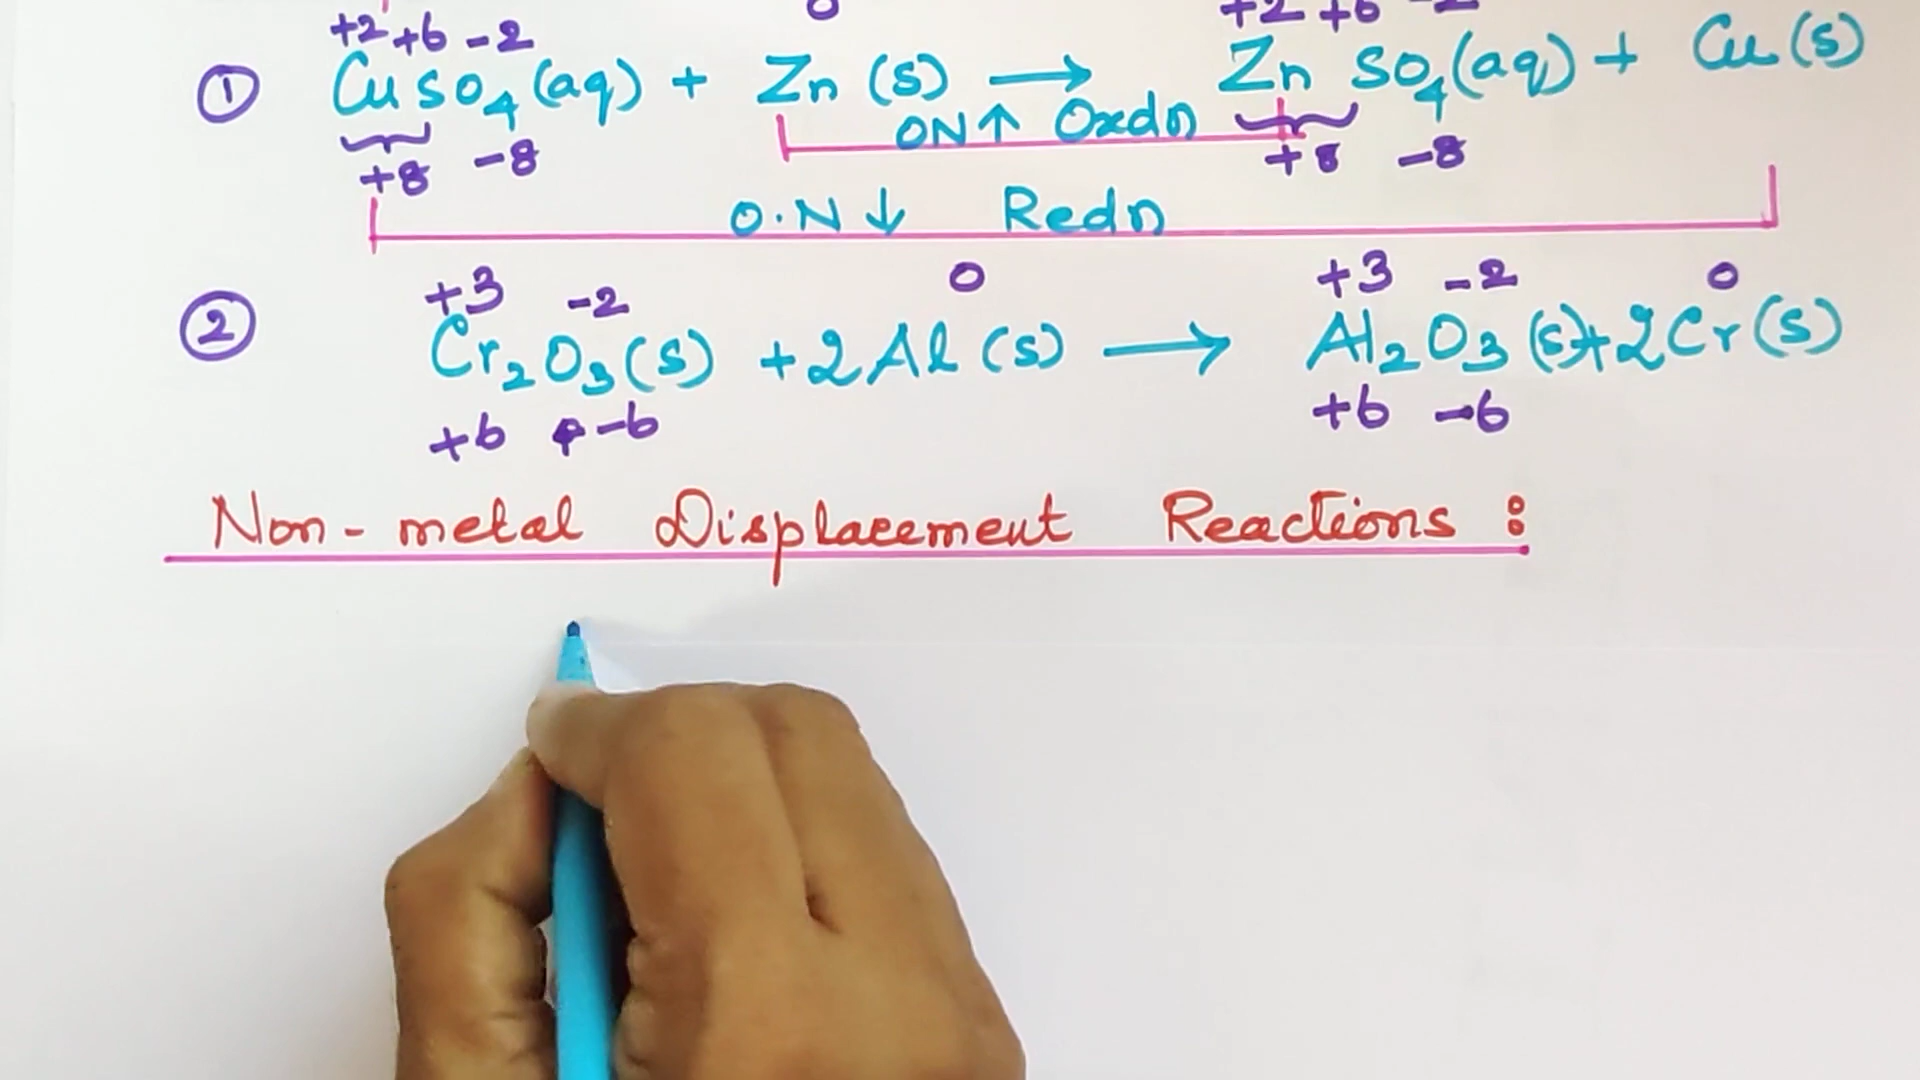 +2 +6 -2 0 +2 +6 -2
① CuSO₄(aq) + Zn (s) → Zn SO₄(aq) + Cu (s)
ON↑ Oxdn
+8 -8 +8 -8
O.N↓ Redn
+3 -2 0 +3 -2 0
② Cr₂O₃(s) + 2Al (s) → Al₂O₃ (s) + 2Cr (s)
+6 -6 +6 -6
Non-metal Displacement Reactions :